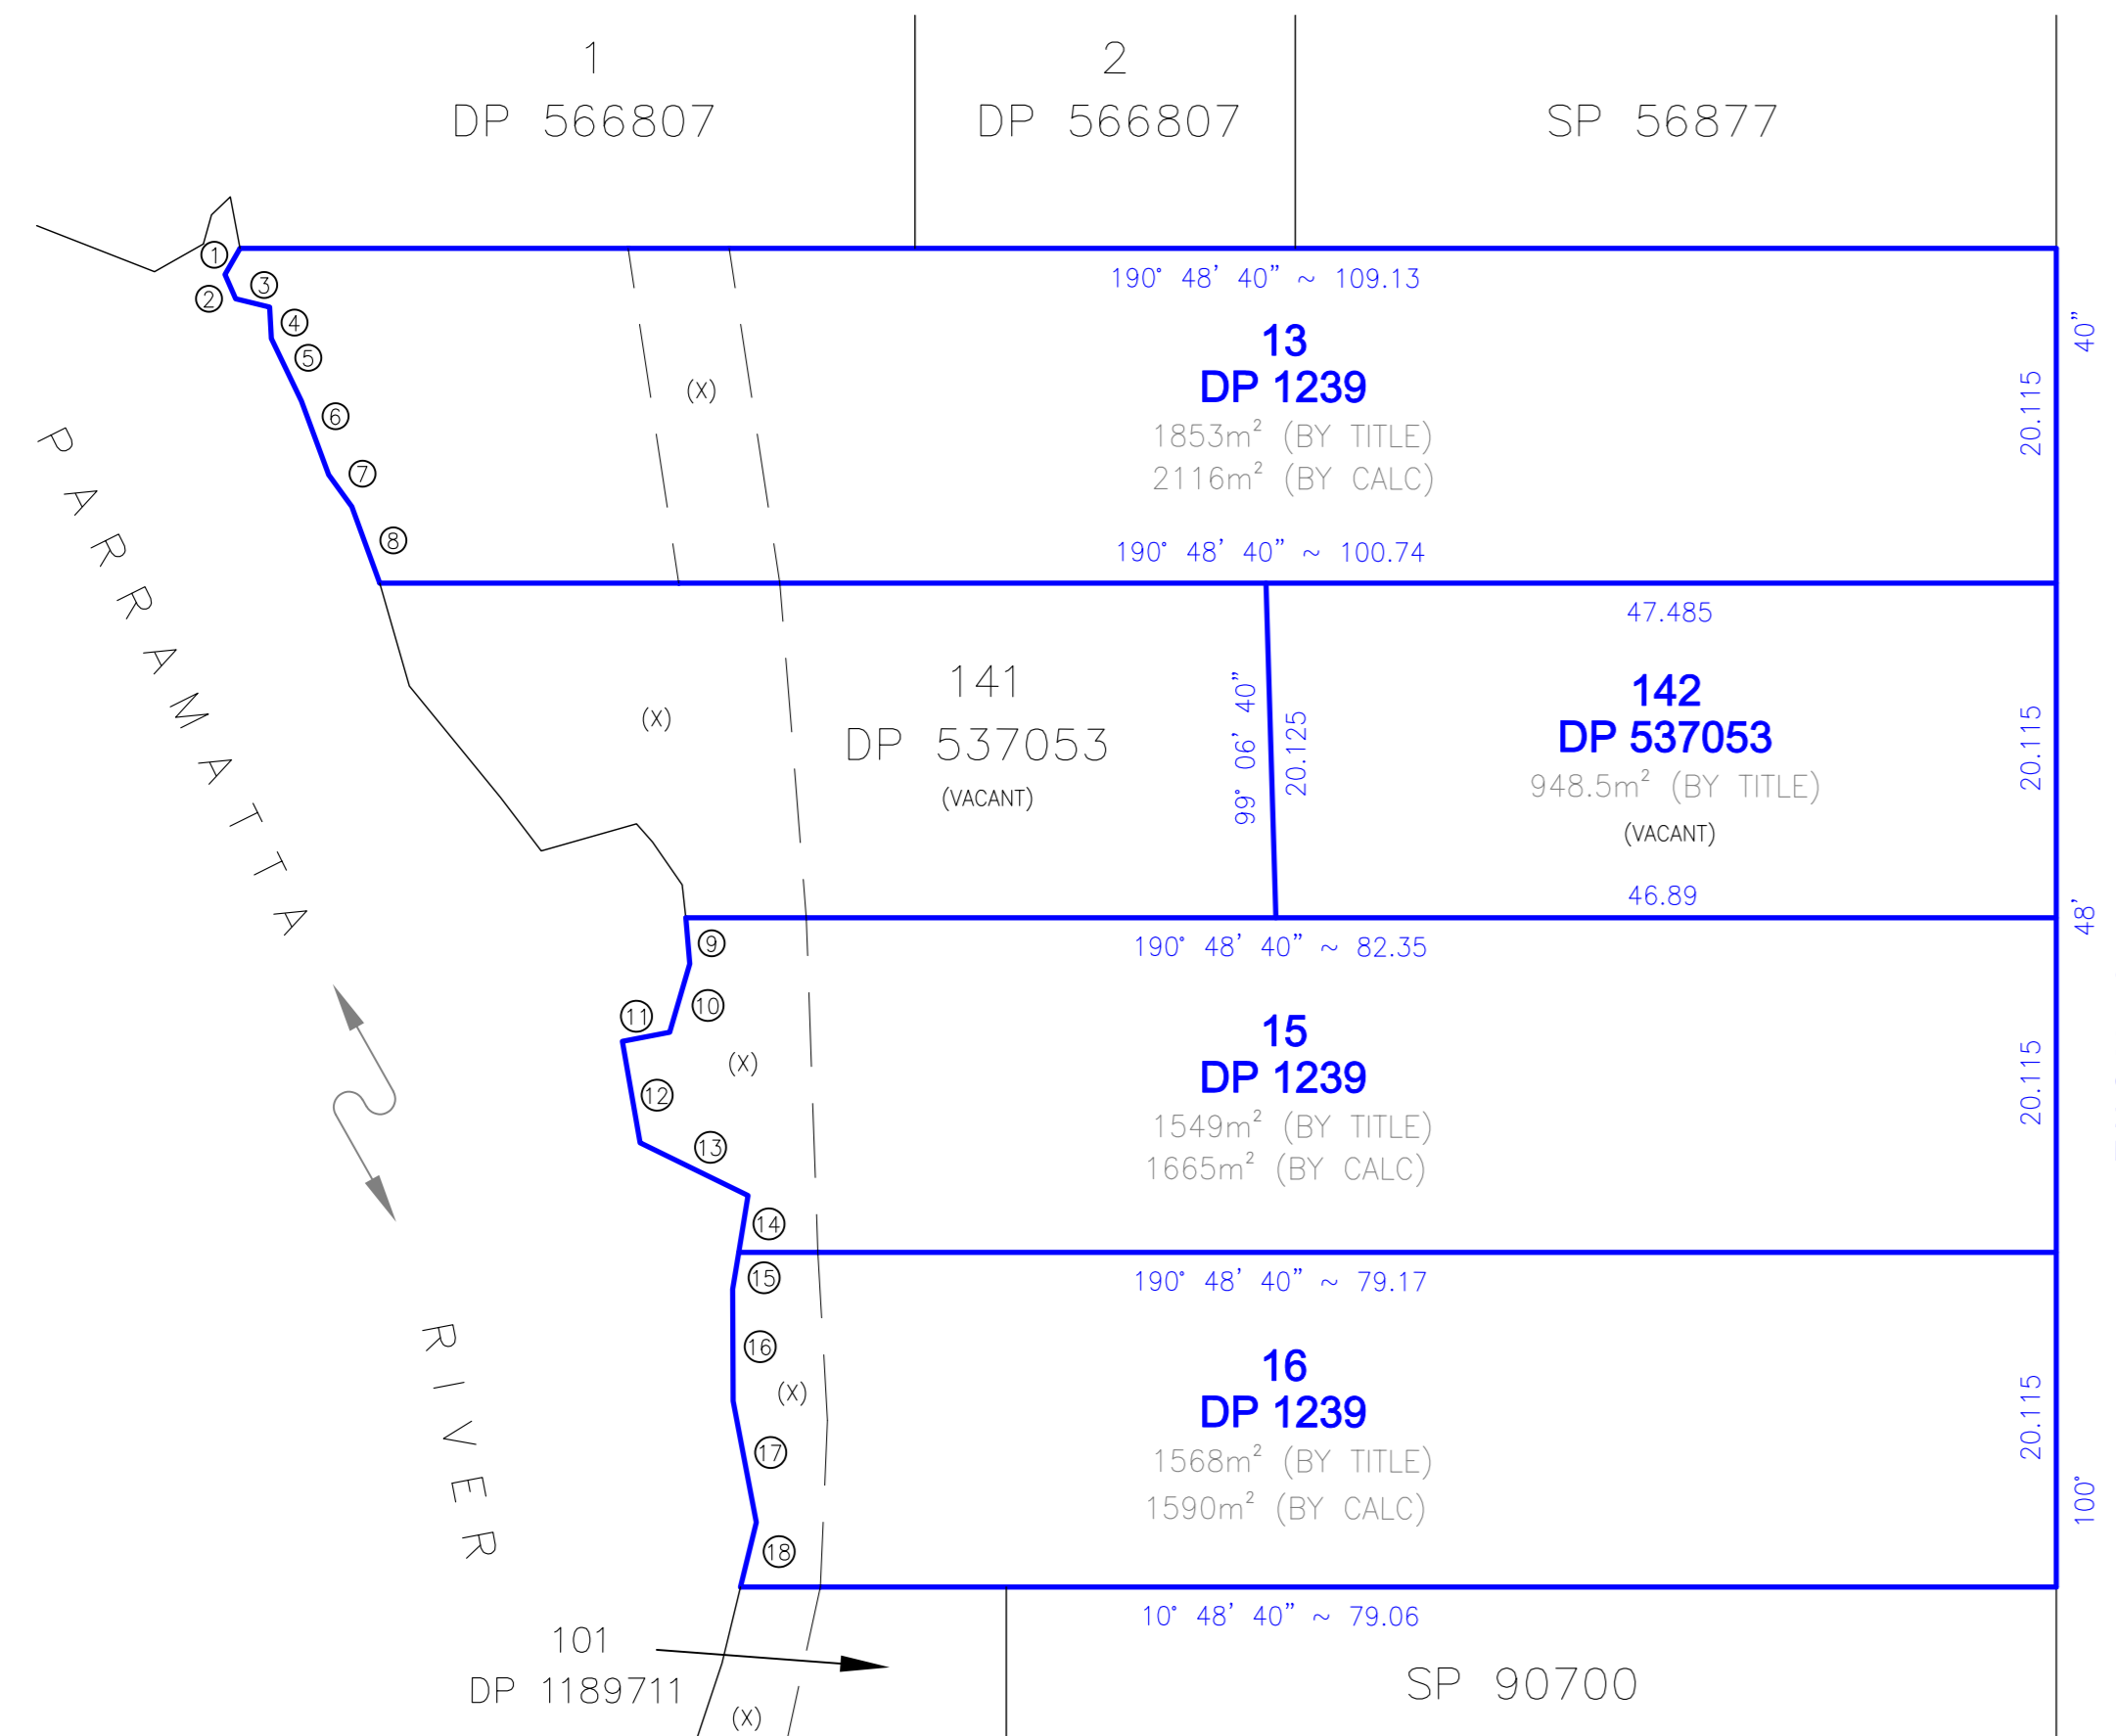 1
DP 566807
2
DP 566807
SP 56877
190° 48' 40" ~ 109.13
13
DP 1239
1853m² (BY TITLE)
2116m² (BY CALC)
20.115
190° 48' 40" ~ 100.74
(X)
1
2
3
4
5
6
7
8
47.485
141
DP 537053
(VACANT)
(X)
99° 06' 40"
20.125
142
DP 537053
948.5m² (BY TITLE)
(VACANT)
46.89
20.115
190° 48' 40" ~ 82.35
15
DP 1239
1549m² (BY TITLE)
1665m² (BY CALC)
20.115
(X)
9
10
11
12
13
14
190° 48' 40" ~ 79.17
16
DP 1239
1568m² (BY TITLE)
1590m² (BY CALC)
20.115
(X)
15
16
17
18
100° 48' 40"
10° 48' 40" ~ 79.06
101
DP 1189711
(X)
SP 90700
PARRAMATTA RIVER